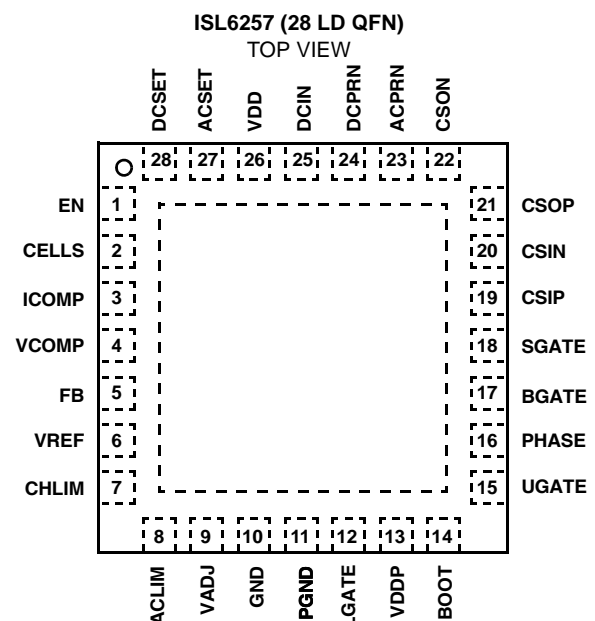 ISL6257 (28 LD QFN)
TOP VIEW
DCSET
ACSET
VDD
DCIN
DCPRN
ACPRN
CSON
28 27 26 25 24 23 22
EN 1
21 CSOP
CELLS 2
20 CSIN
ICOMP 3
19 CSIP
VCOMP 4
18 SGATE
FB 5
17 BGATE
VREF 6
16 PHASE
CHLIM 7
15 UGATE
8 9 10 11 12 13 14
ACLIM
VADJ
GND
PGND
LGATE
VDDP
BOOT